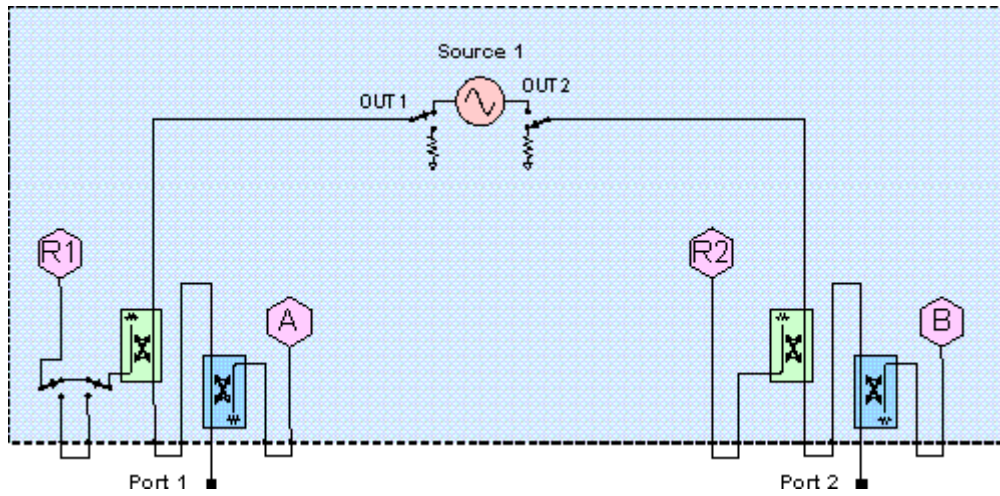 Source 1
OUT 1
OUT 2
R1
A
R2
B
Port 1
Port 2